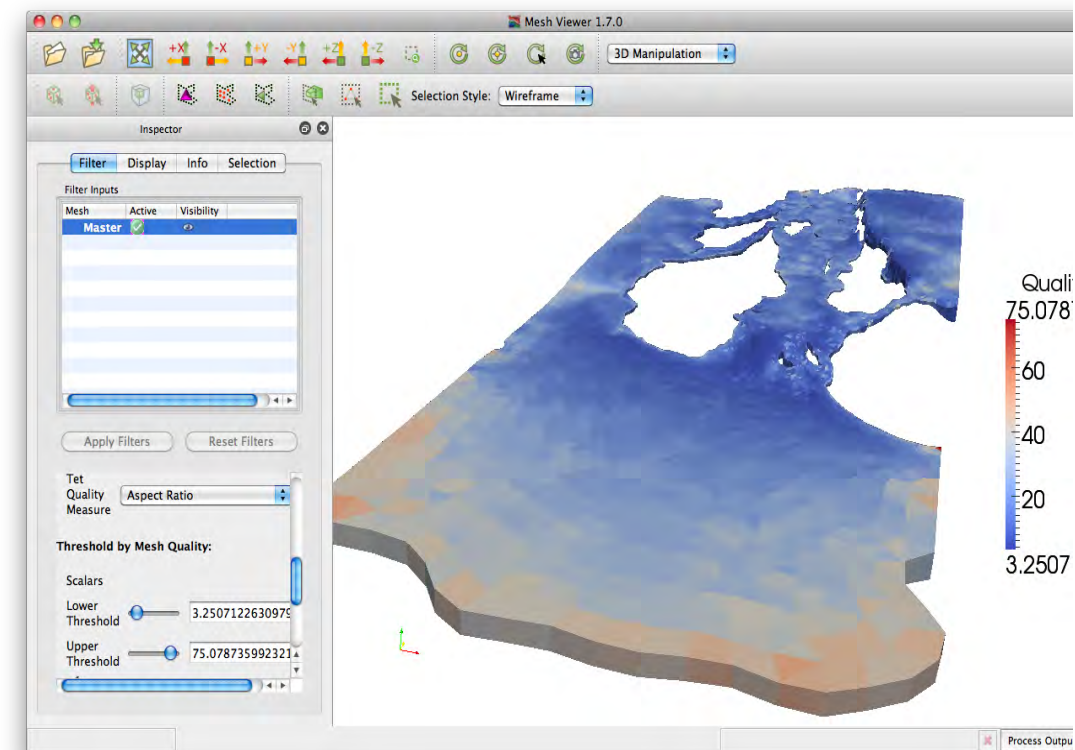 Mesh Viewer 1.7.0
+X -X +Y -Y +Z -Z
3D Manipulation
Selection Style: Wireframe
Inspector
Filter Display Info Selection
Filter Inputs
Mesh Active Visibility
Master
Apply Filters Reset Filters
Tet
Quality
Measure
Aspect Ratio
Threshold by Mesh Quality:
Scalars
Lower
Threshold
3.2507122630979
Upper
Threshold
75.078735992321
Qualit
75.0787
60
40
20
3.2507
Process Outpu